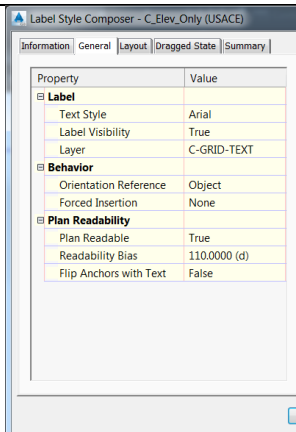 Label Style Composer - C_Elev_Only (USACE)
Information General Layout Dragged State Summary
Property Value
Label
Text Style Arial
Label Visibility True
Layer C-GRID-TEXT
Behavior
Orientation Reference Object
Forced Insertion None
Plan Readability
Plan Readable True
Readability Bias 110.0000 (d)
Flip Anchors with Text False